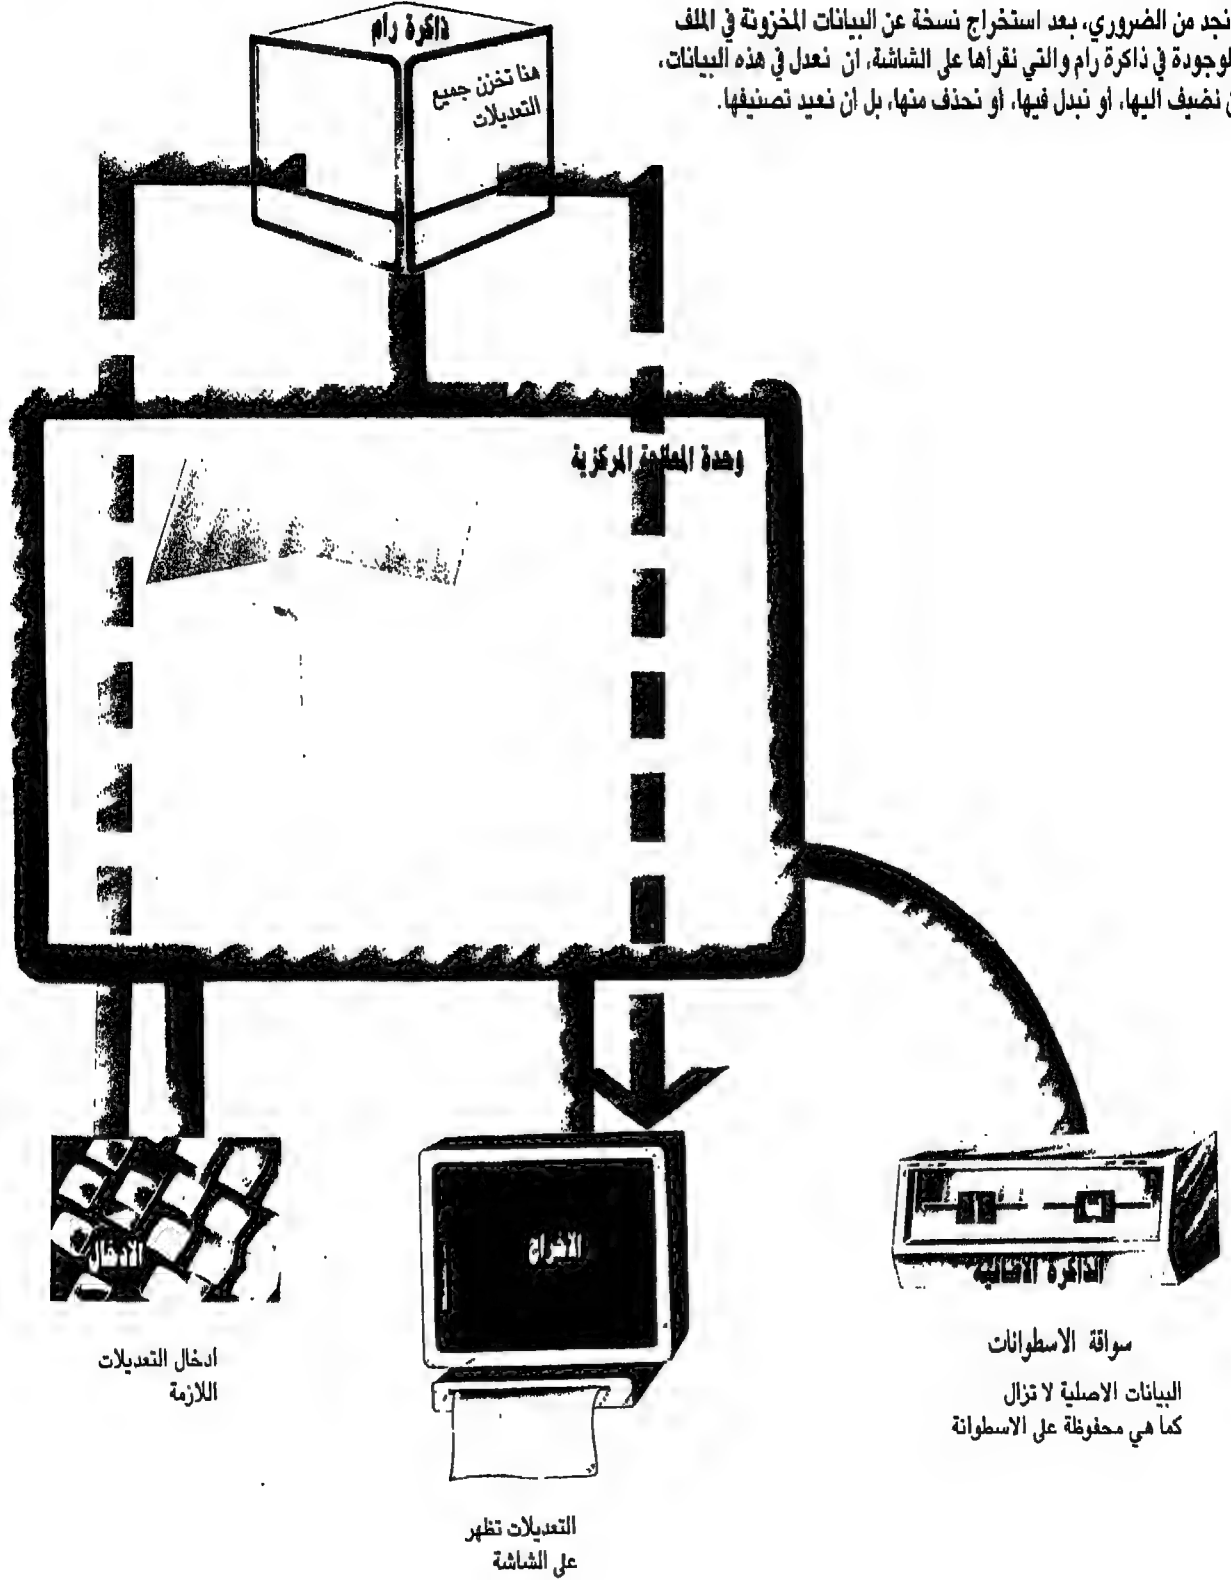 نجد من الضروري، بعد استخراج نسخة عن البيانات المخزونة في الملف
لوجودة في ذاكرة رام والتي نقرأها على الشاشة، ان نعدل في هذه البيانات،
نضيف اليها، أو نبدل فيها، أو نحذف منها، بل ان نعيد تصنيفها.
ذاكرة رام
هنا تخزن جميع
التعديلات
وحدة المعالجة المركزية
الادخال
الاخراج
الذاكرة الاضافية
سواقة الاسطوانات
البيانات الاصلية لا تزال
كما هي محفوظة على الاسطوانة
ادخال التعديلات
اللازمة
التعديلات تظهر
على الشاشة